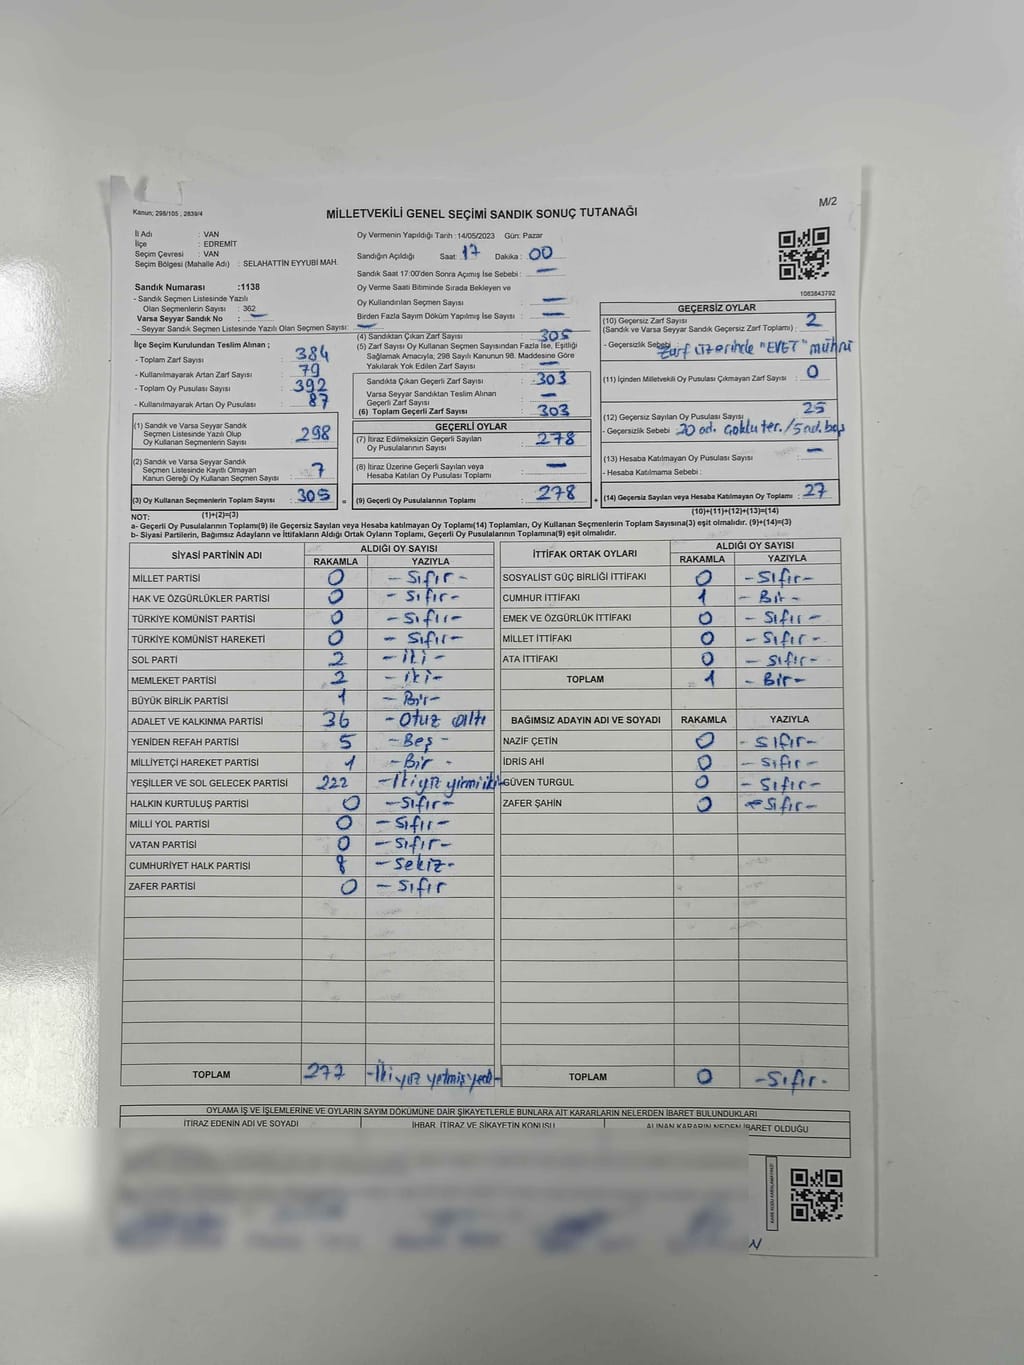 Kanun; 298/105 , 2839/4
MİLLETVEKİLİ GENEL SEÇİMİ SANDIK SONUÇ TUTANAĞI
M/2
İl Adı : VAN
İlçe : EDREMİT
Seçim Çevresi : VAN
Seçim Bölgesi (Mahalle Adı) : SELAHATTİN EYYUBİ MAH.
Sandık Numarası :1138
- Sandık Seçmen Listesinde Yazılı
Olan Seçmenlerin Sayısı : 362
Varsa Seyyar Sandık No : —
- Seyyar Sandık Seçmen Listesinde Yazılı Olan Seçmen Sayısı: —
İlçe Seçim Kurulundan Teslim Alınan ;
- Toplam Zarf Sayısı : 384
- Kullanılmayarak Artan Zarf Sayısı : 79
- Toplam Oy Pusulası Sayısı : 392
- Kullanılmayarak Artan Oy Pusulası : 87
(1) Sandık ve Varsa Seyyar Sandık
Seçmen Listesinde Yazılı Olup
Oy Kullanan Seçmenlerin Sayısı : 298
(2) Sandık ve Varsa Seyyar Sandık
Seçmen Listesinde Kayıtlı Olmayan
Kanun Gereği Oy Kullanan Seçmen Sayısı : 7
(3) Oy Kullanan Seçmenlerin Toplam Sayısı : 305 =
(1)+(2)=(3)
Oy Vermenin Yapıldığı Tarih :14/05/2023 Gün: Pazar
Sandığın Açıldığı Saat: 17 Dakika : 00
Sandık Saat 17:00'den Sonra Açımış İse Sebebi : —
Oy Verme Saati Bitiminde Sırada Bekleyen ve
Oy Kullandırılan Seçmen Sayısı : —
Birden Fazla Sayım Döküm Yapılmış İse Sayısı : —
(4) Sandıktan Çıkan Zarf Sayısı : 305
(5) Zarf Sayısı Oy Kullanan Seçmen Sayısından Fazla İse, Eşitliği
Sağlamak Amacıyla; 298 Sayılı Kanunun 98. Maddesine Göre
Yakılarak Yok Edilen Zarf Sayısı : —
Sandıkta Çıkan Geçerli Zarf Sayısı : 303
Varsa Seyyar Sandıktan Teslim Alınan
Geçerli Zarf Sayısı : —
(6) Toplam Geçerli Zarf Sayısı : 303
GEÇERLİ OYLAR
(7) İtiraz Edilmeksizin Geçerli Sayılan
Oy Pusulalarının Sayısı : 278
(8) İtiraz Üzerine Geçerli Sayılan veya
Hesaba Katılan Oy Pusulaları Toplamı : —
(9) Geçerli Oy Pusulalarının Toplamı : 278 +
1083843792
GEÇERSİZ OYLAR
(10) Geçersiz Zarf Sayısı
(Sandık ve Varsa Seyyar Sandık Geçersiz Zarf Toplamı) : 2
- Geçersizlik Sebebi : Zarf üzerinde "EVET" mührü
(11) İçinden Milletvekili Oy Pusulası Çıkmayan Zarf Sayısı : 0
(12) Geçersiz Sayılan Oy Pusulası Sayısı : 25
- Geçersizlik Sebebi : 20 ad. Çoklu ter./5 ad. boş
(13) Hesaba Katılmayan Oy Pusulası Sayısı : —
- Hesaba Katılmama Sebebi :
(14) Geçersiz Sayılan veya Hesaba Katılmayan Oy Toplamı : 27
(10)+(11)+(12)+(13)=(14)
NOT:
a- Geçerli Oy Pusulalarının Toplamı(9) ile Geçersiz Sayılan veya Hesaba katılmayan Oy Toplamı(14) Toplamları, Oy Kullanan Seçmenlerin Toplam Sayısına(3) eşit olmalıdır. (9)+(14)=(3)
b- Siyasi Partilerin, Bağımsız Adayların ve İttifakların Aldığı Ortak Oyların Toplamı, Geçerli Oy Pusulalarının Toplamına(9) eşit olmalıdır.
SİYASİ PARTİNİN ADI ALDIĞI OY SAYISI
RAKAMLA YAZIYLA
MİLLET PARTİSİ 0 - Sıfır -
HAK VE ÖZGÜRLÜKLER PARTİSİ 0 - Sıfır -
TÜRKİYE KOMÜNİST PARTİSİ 0 - Sıfır -
TÜRKİYE KOMÜNİST HAREKETİ 0 - Sıfır -
SOL PARTİ 2 - iki -
MEMLEKET PARTİSİ 2 - iki -
BÜYÜK BİRLİK PARTİSİ 1 - Bir -
ADALET VE KALKINMA PARTİSİ 36 - Otuz altı
YENİDEN REFAH PARTİSİ 5 - Beş -
MİLLİYETÇİ HAREKET PARTİSİ 1 - Bir -
YEŞİLLER VE SOL GELECEK PARTİSİ 222 - İkiyüz yirmi iki -
HALKIN KURTULUŞ PARTİSİ 0 - Sıfır -
MİLLİ YOL PARTİSİ 0 - Sıfır -
VATAN PARTİSİ 0 - Sıfır -
CUMHURİYET HALK PARTİSİ 8 - Sekiz -
ZAFER PARTİSİ 0 - Sıfır
TOPLAM 277 - İkiyüz yetmiş yedi -
İTTİFAK ORTAK OYLARI ALDIĞI OY SAYISI
RAKAMLA YAZIYLA
SOSYALİST GÜÇ BİRLİĞİ İTTİFAKI 0 - Sıfır -
CUMHUR İTTİFAKI 1 - Bir -
EMEK VE ÖZGÜRLÜK İTTİFAKI 0 - Sıfır -
MİLLET İTTİFAKI 0 - Sıfır -
ATA İTTİFAKI 0 - Sıfır -
TOPLAM 1 - Bir -
BAĞIMSIZ ADAYIN ADI VE SOYADI RAKAMLA YAZIYLA
NAZİF ÇETİN 0 - Sıfır -
İDRİS AHİ 0 - Sıfır -
GÜVEN TURGUL 0 - Sıfır -
ZAFER ŞAHİN 0 - Sıfır -
TOPLAM 0 - Sıfır -
OYLAMA İŞ VE İŞLEMLERİNE VE OYLARIN SAYIM DÖKÜMÜNE DAİR ŞİKAYETLERLE BUNLARA AİT KARARLARIN NELERDEN İBARET BULUNDUKLARI
İTİRAZ EDENİN ADI VE SOYADI İHBAR, İTİRAZ VE ŞİKAYETİN KONUSU ALINAN KARARIN NEDEN İBARET OLDUĞU